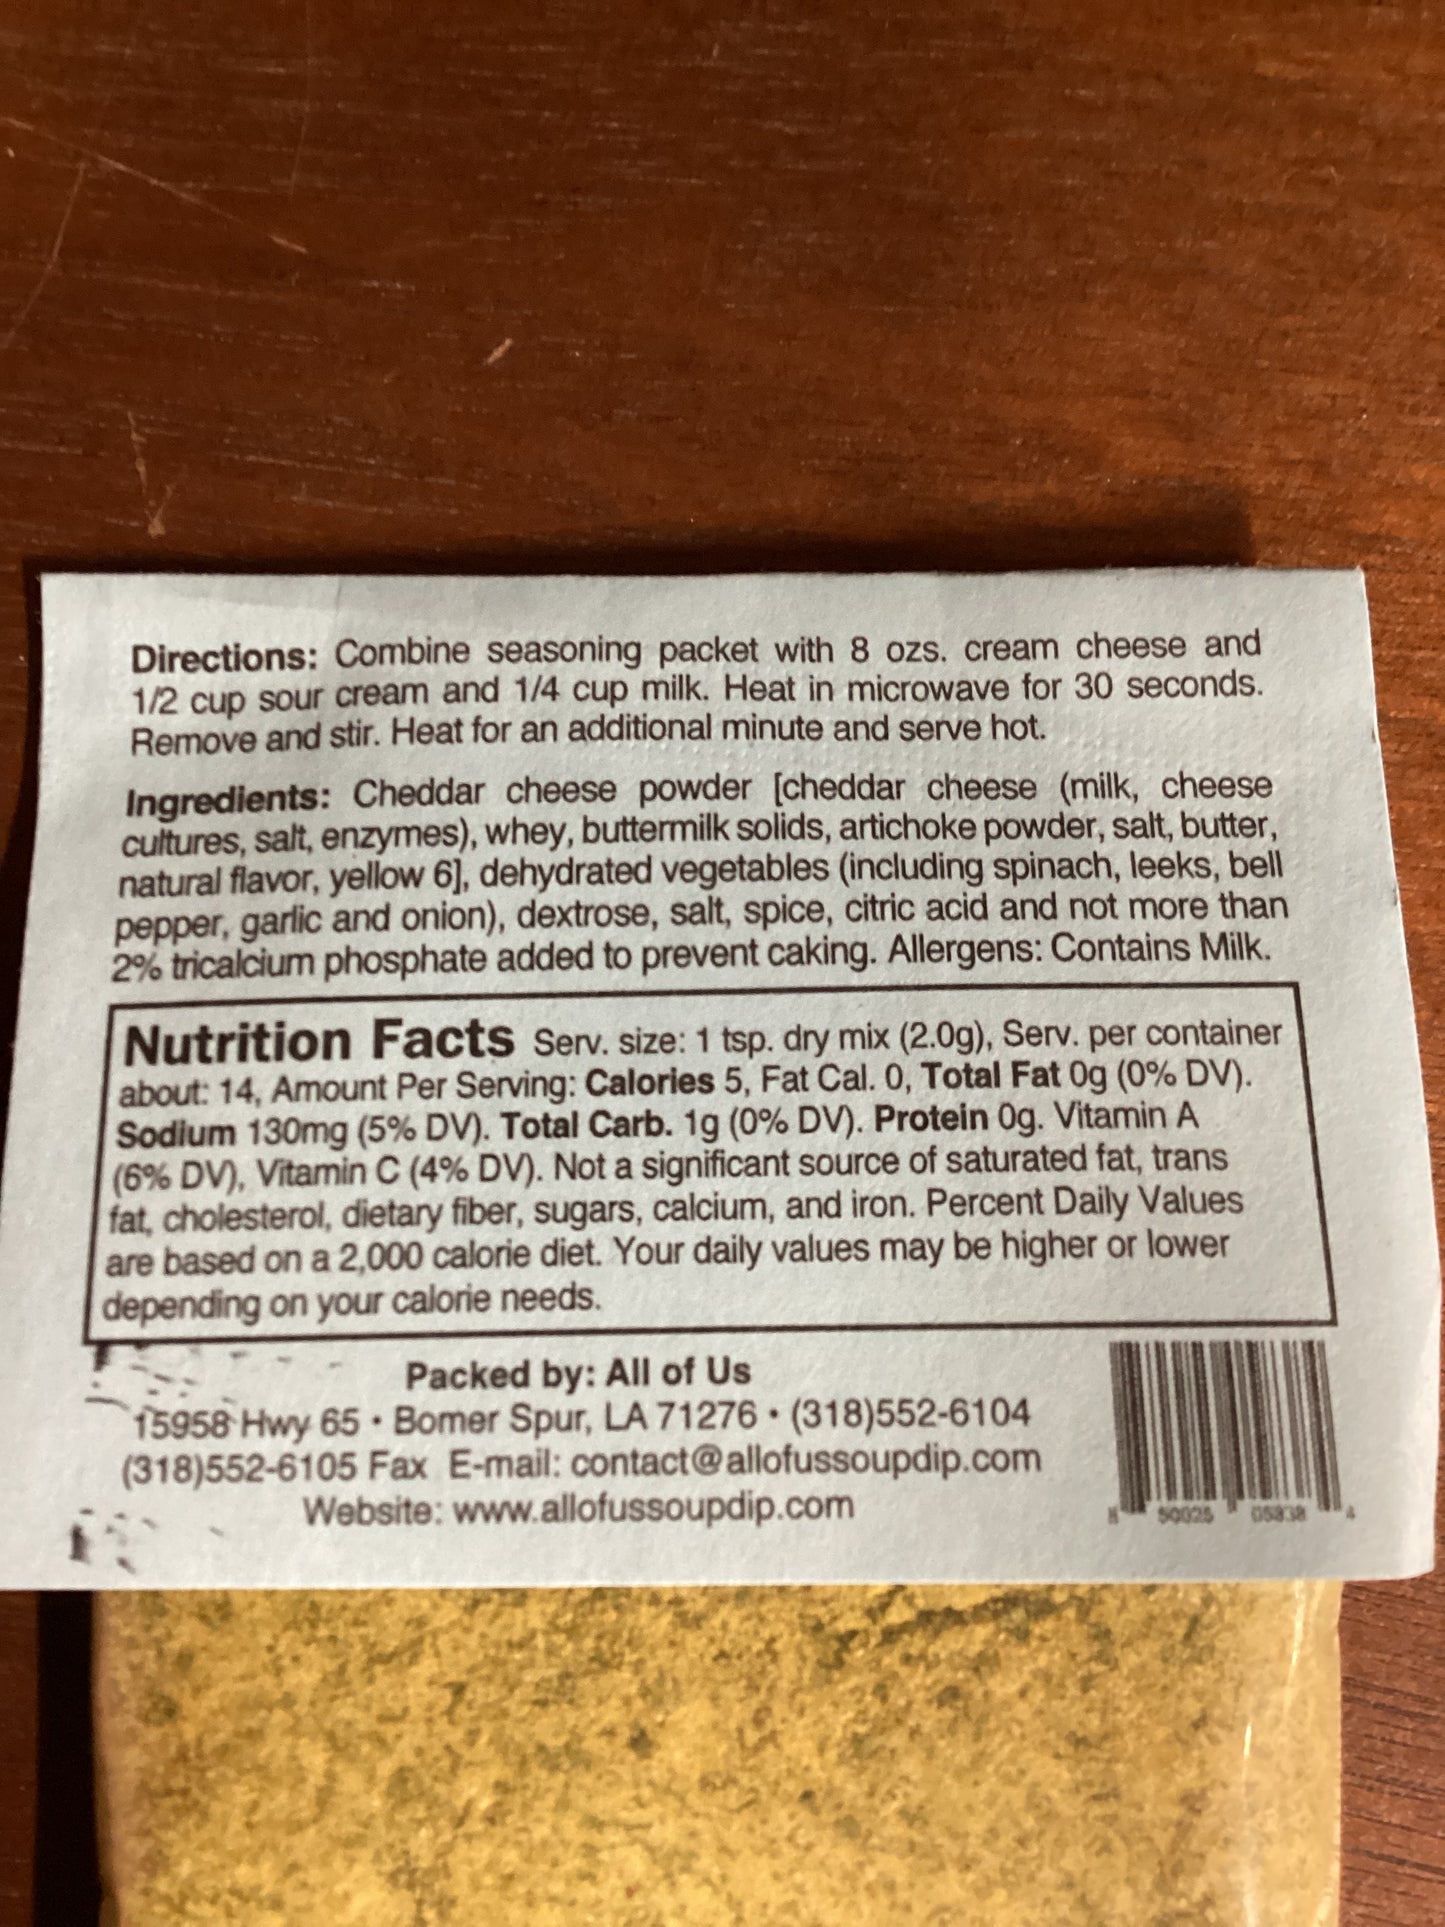 Directions: Combine seasoning packet with 8 ozs. cream cheese and
1/2 cup sour cream and 1/4 cup milk. Heat in microwave for 30 seconds.
Remove and stir. Heat for an additional minute and serve hot.
Ingredients: Cheddar cheese powder [cheddar cheese (milk, cheese
cultures, salt, enzymes), whey, buttermilk solids, artichoke powder, salt, butter,
natural flavor, yellow 6], dehydrated vegetables (including spinach, leeks, bell
pepper, garlic and onion), dextrose, salt, spice, citric acid and not more than
2% tricalcium phosphate added to prevent caking. Allergens: Contains Milk.
Nutrition Facts Serv. size: 1 tsp. dry mix (2.0g), Serv. per container
about: 14, Amount Per Serving: Calories 5, Fat Cal. 0, Total Fat 0g (0% DV).
Sodium 130mg (5% DV). Total Carb. 1g (0% DV). Protein 0g. Vitamin A
(6% DV), Vitamin C (4% DV). Not a significant source of saturated fat, trans
fat, cholesterol, dietary fiber, sugars, calcium, and iron. Percent Daily Values
are based on a 2,000 calorie diet. Your daily values may be higher or lower
depending on your calorie needs.
Packed by: All of Us
15958 Hwy 65 • Bomer Spur, LA 71276 • (318)552-6104
(318)552-6105 Fax E-mail: contact@allofussoupdip.com
Website: www.allofussoupdip.com
8 50025 05838 4